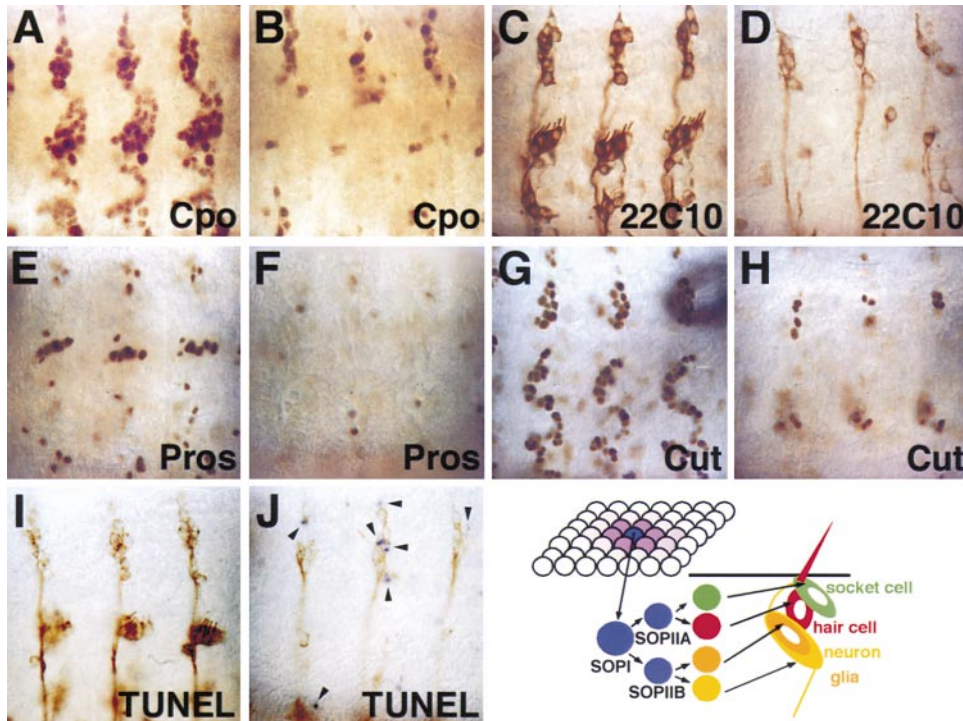 A
Cpo
B
Cpo
C
22C10
D
22C10
E
Pros
F
Pros
G
Cut
H
Cut
I
TUNEL
J
TUNEL
socket cell
hair cell
neuron
glia
SOPI
SOPIIA
SOPIIB